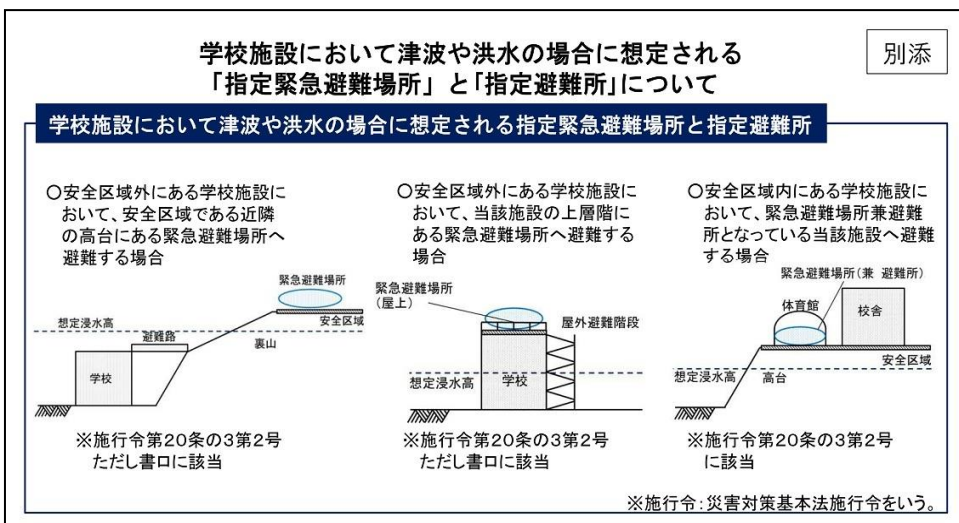 学校施設において津波や洪水の場合に想定される
「指定緊急避難場所」と「指定避難所」について
別添
学校施設において津波や洪水の場合に想定される指定緊急避難場所と指定避難所
○安全区域外にある学校施設に
おいて、安全区域である近隣
の高台にある緊急避難場所へ
避難する場合
緊急避難場所
想定浸水高
安全区域
避難路
裏山
学校
※施行令第20条の3第2号
ただし書ロに該当
○安全区域外にある学校施設に
おいて、当該施設の上層階に
ある緊急避難場所へ避難する
場合
緊急避難場所
(屋上)
屋外避難階段
想定浸水高
学校
※施行令第20条の3第2号
ただし書ロに該当
○安全区域内にある学校施設に
おいて、緊急避難場所兼避難
所となっている当該施設へ避難
する場合
緊急避難場所(兼 避難所)
体育館
校舎
安全区域
想定浸水高
高台
※施行令第20条の3第2号
に該当
※施行令:災害対策基本法施行令をいう。